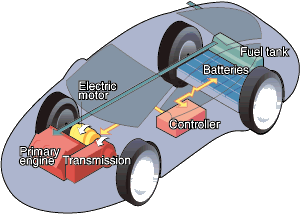 Fuel tank
Batteries
Electric
motor
Controller
Primary
engine
Transmission